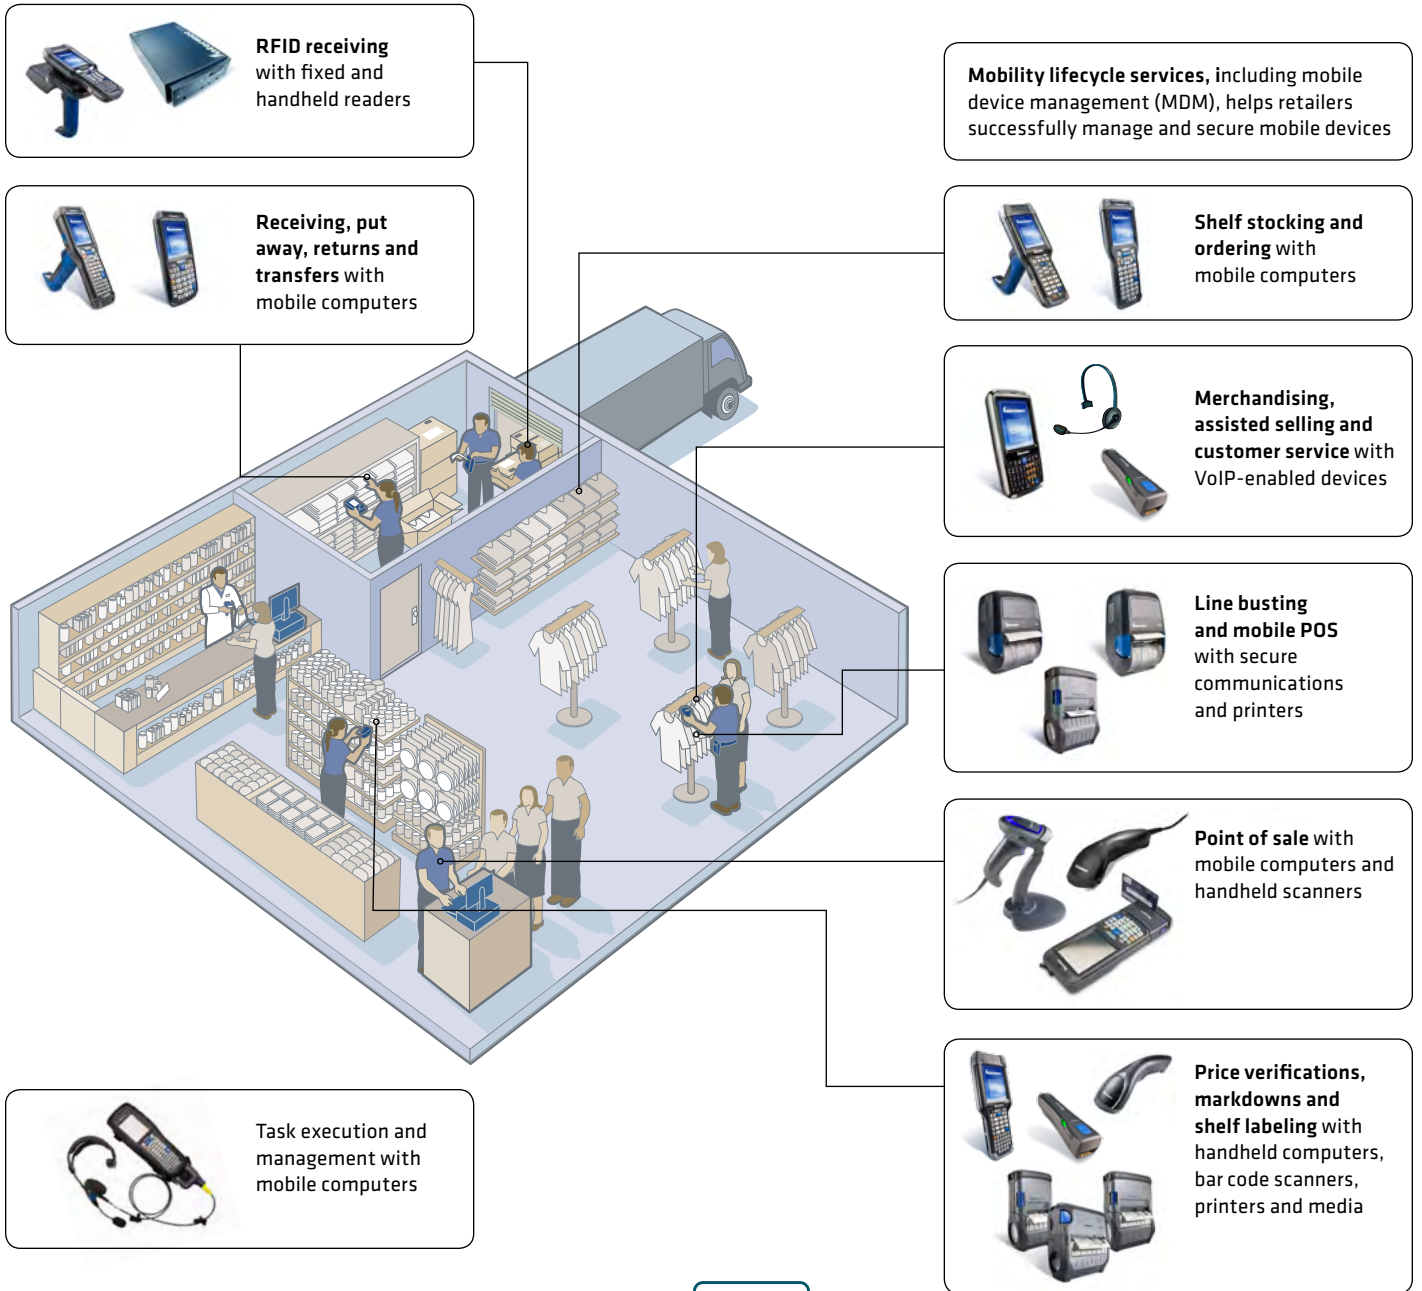 RFID receiving
with fixed and
handheld readers
Receiving, put
away, returns and
transfers with
mobile computers
Mobility lifecycle services, including mobile
device management (MDM), helps retailers
successfully manage and secure mobile devices
Shelf stocking and
ordering with
mobile computers
Merchandising,
assisted selling and
customer service with
VoIP-enabled devices
Line busting
and mobile POS
with secure
communications
and printers
Point of sale with
mobile computers and
handheld scanners
Price verifications,
markdowns and
shelf labeling with
handheld computers,
bar code scanners,
printers and media
Task execution and
management with
mobile computers